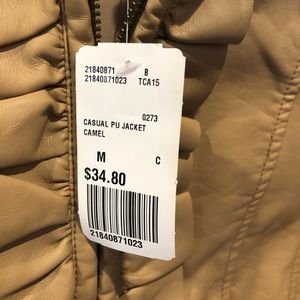 21840871 B
21840871023 TCA15
0273
CASUAL PU JACKET
CAMEL
M C
$34.80
21840871023